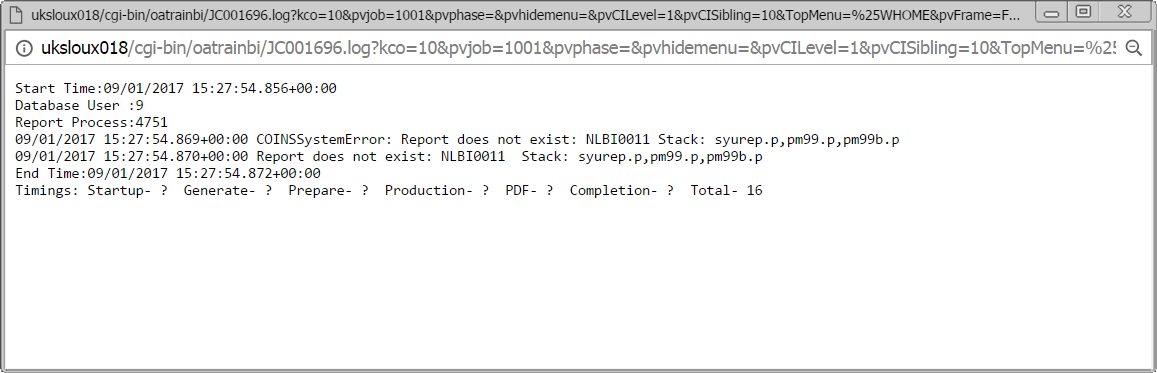 uksloux018/cgi-bin/oatrainbi/JC001696.log?kco=10&pvjob=1001&pvphase=&pvhidemenu=&pvCILevel=1&pvCISibling=10&TopMenu=%25WHOME&pvFrame=F...
uksloux018/cgi-bin/oatrainbi/JC001696.log?kco=10&pvjob=1001&pvphase=&pvhidemenu=&pvCILevel=1&pvCISibling=10&TopMenu=%25
Start Time:09/01/2017 15:27:54.856+00:00
Database User :9
Report Process:4751
09/01/2017 15:27:54.869+00:00 COINSSystemError: Report does not exist: NLBI0011 Stack: syurep.p,pm99.p,pm99b.p
09/01/2017 15:27:54.870+00:00 Report does not exist: NLBI0011  Stack: syurep.p,pm99.p,pm99b.p
End Time:09/01/2017 15:27:54.872+00:00
Timings: Startup- ?  Generate- ?  Prepare- ?  Production- ?  PDF- ?  Completion- ?  Total- 16